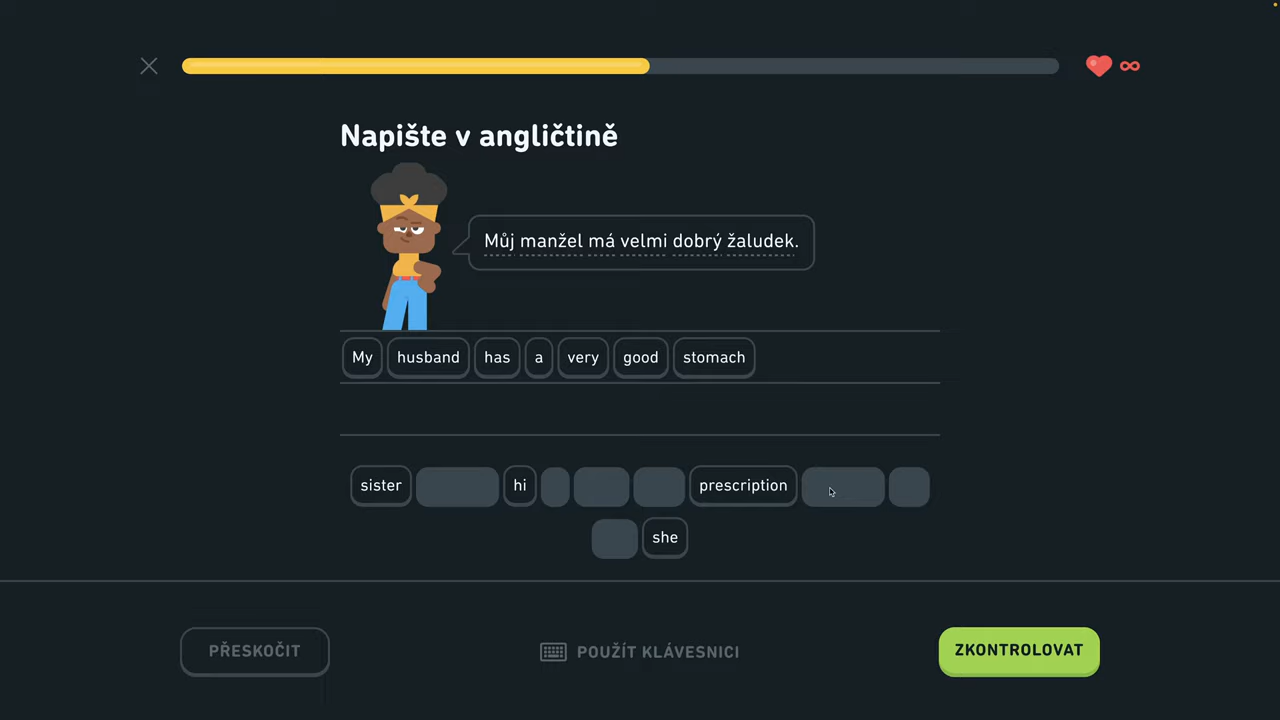 Napište v angličtině
Můj manžel má velmi dobrý žaludek.
My husband has a very good stomach
sister hi prescription
she
PŘESKOČIT POUŽÍT KLÁVESNICI ZKONTROLOVAT